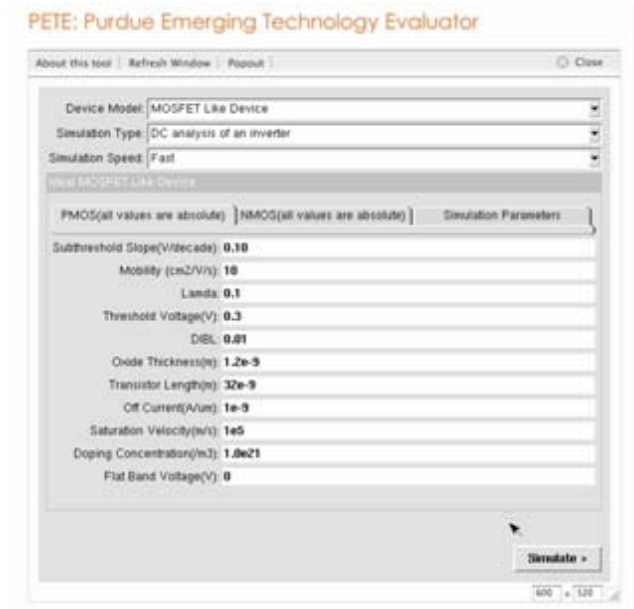 PETE: Purdue Emerging Technology Evaluator
About this tool | Refresh Window | Popout | Close
Device Model: MOSFET Like Device
Simulation Type: DC analysis of an inverter
Simulation Speed: Fast
Ideal MOSFET Like Device
PMOS(all values are absolute) NMOS(all values are absolute) Simulation Parameters
Subthreshold Slope(V/decade): 0.10
Mobility (cm2/V/s): 10
Lamda: 0.1
Threshold Voltage(V): 0.3
DIBL: 0.01
Oxide Thickness(m): 1.2e-9
Transistor Length(m): 32e-9
Off Current(A/um): 1e-9
Saturation Velocity(m/s): 1e5
Doping Concentration(/m3): 1.0e21
Flat Band Voltage(V): 0
Simulate >
600 x 520